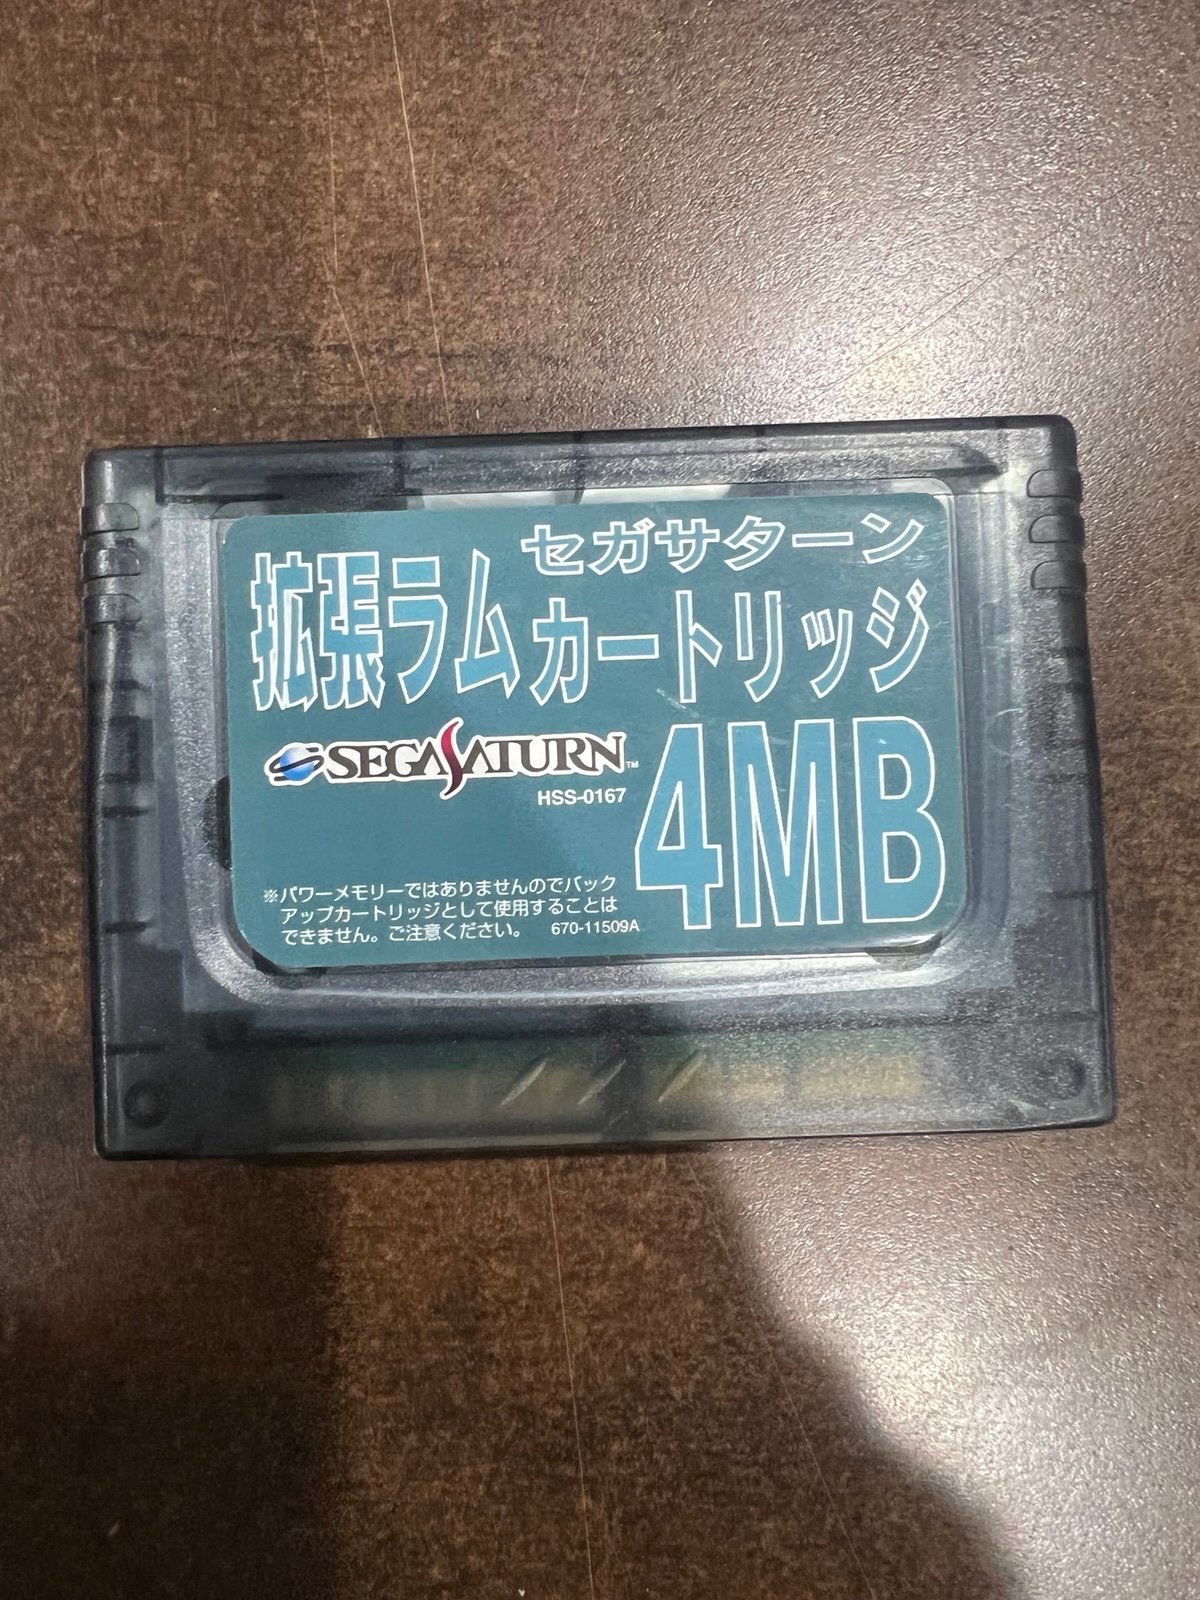 セガサターン
拡張ラムカートリッジ
SEGA SATURN™
HSS-0167
4MB
※パワーメモリーではありませんのでバック
アップカートリッジとして使用することは
できません。ご注意ください。 670-11509A